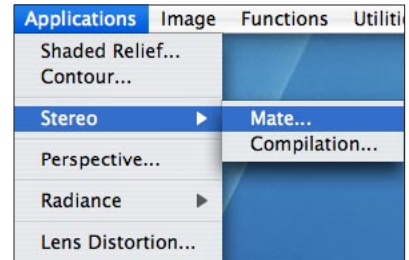 Applications Image Functions
Shaded Relief...
Contour...
Stereo
Mate...
Compilation...
Perspective...
Radiance
Lens Distortion...